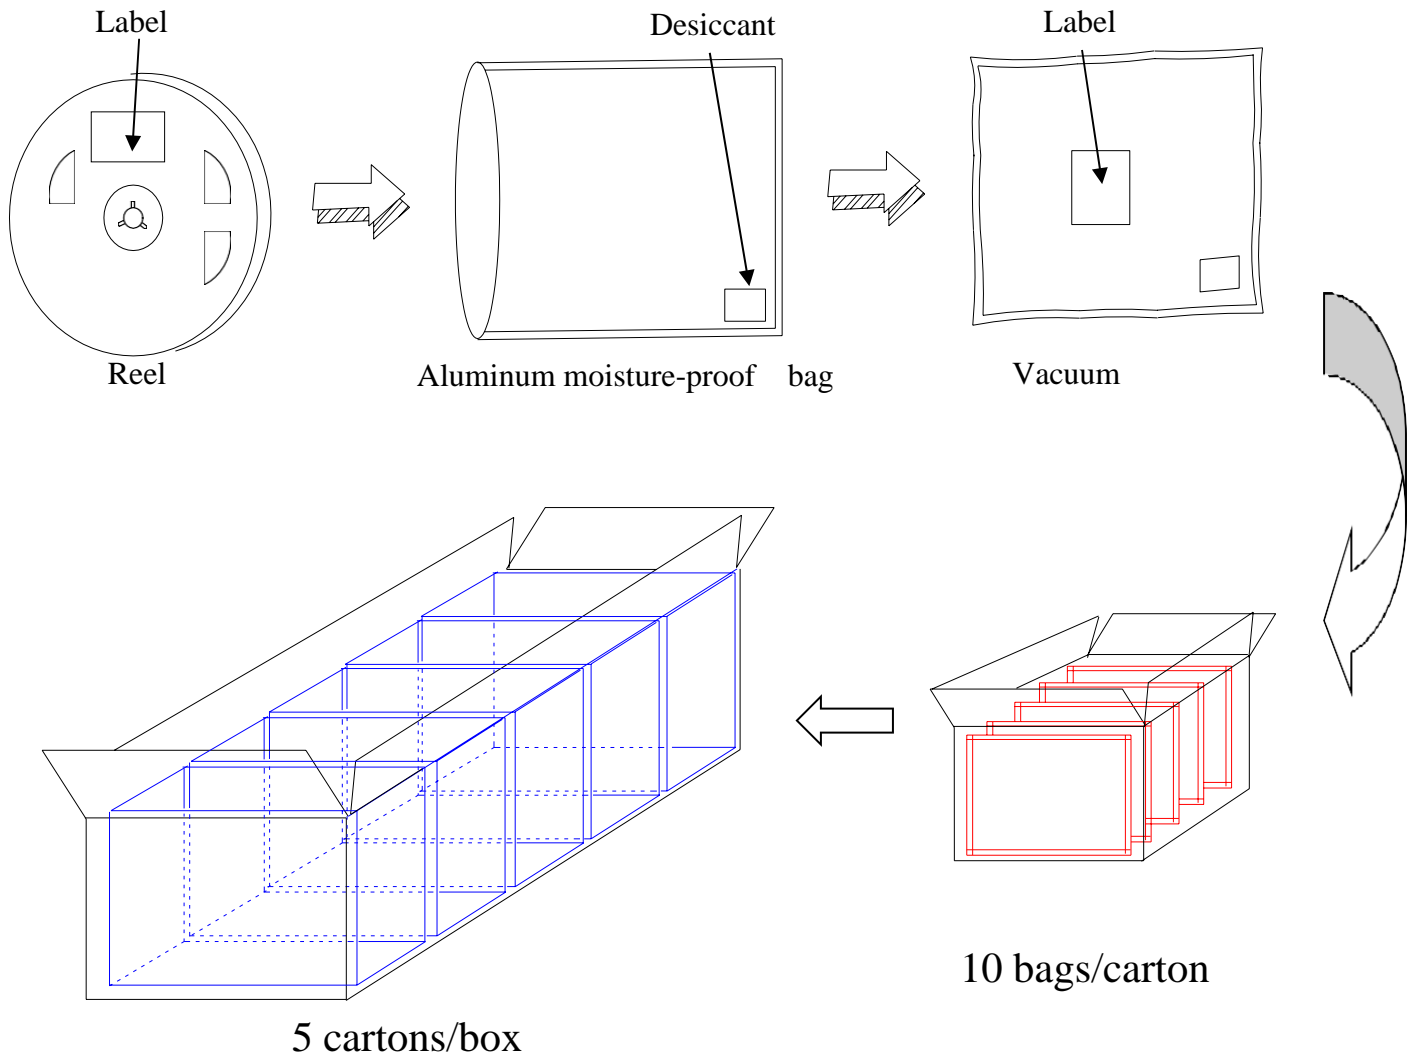 Label
Desiccant
Label
Reel
Aluminum moisture-proof bag
Vacuum
10 bags/carton
5 cartons/box